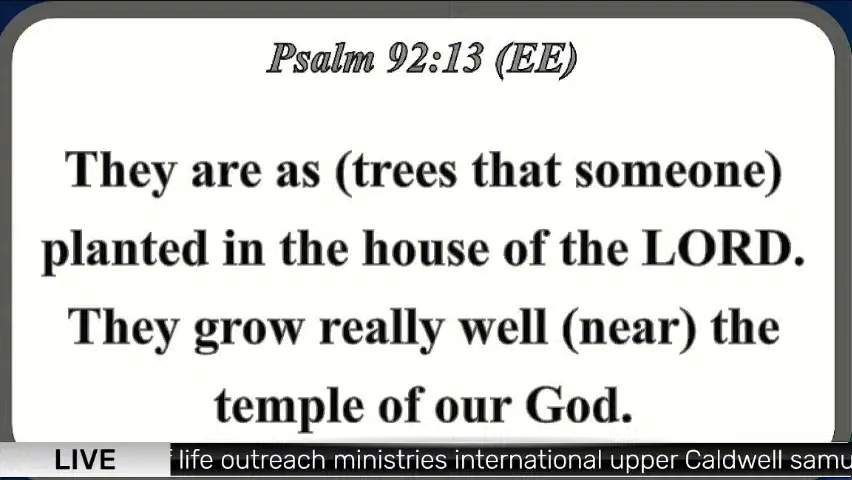 Psalm 92:13 (EE)
They are as (trees that someone)
planted in the house of the LORD.
They grow really well (near) the
temple of our God.
LIVE
life outreach ministries international upper Caldwell